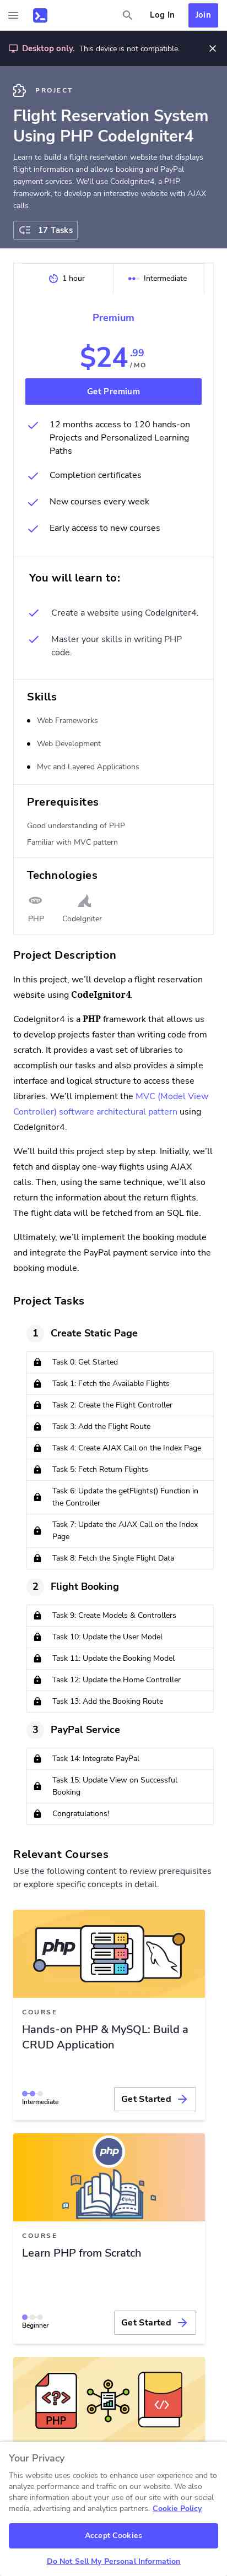 Log In
Join
Desktop only. This device is not compatible.
PROJECT
Flight Reservation System
Using PHP CodeIgniter4
Learn to build a flight reservation website that displays
flight information and allows booking and PayPal
payment services. We'll use CodeIgniter4, a PHP
framework, to develop an interactive website with AJAX
calls.
17 Tasks
1 hour
Intermediate
Premium
$24 .99
/ MO
Get Premium
12 months access to 120 hands-on
Projects and Personalized Learning
Paths
Completion certificates
New courses every week
Early access to new courses
You will learn to:
Create a website using CodeIgniter4.
Master your skills in writing PHP
code.
Skills
Web Frameworks
Web Development
Mvc and Layered Applications
Prerequisites
Good understanding of PHP
Familiar with MVC pattern
Technologies
PHP
CodeIgniter
Project Description
In this project, we'll develop a flight reservation
website using CodeIgnitor4.
CodeIgnitor4 is a PHP framework that allows us
to develop projects faster than writing code from
scratch. It provides a vast set of libraries to
accomplish our tasks and also provides a simple
interface and logical structure to access these
libraries. We'll implement the MVC (Model View
Controller) software architectural pattern using
CodeIgnitor4.
We'll build this project step by step. Initially, we'll
fetch and display one-way flights using AJAX
calls. Then, using the same technique, we'll also
return the information about the return flights.
The flight data will be fetched from an SQL file.
Ultimately, we'll implement the booking module
and integrate the PayPal payment service into the
booking module.
Project Tasks
1 Create Static Page
Task 0: Get Started
Task 1: Fetch the Available Flights
Task 2: Create the Flight Controller
Task 3: Add the Flight Route
Task 4: Create AJAX Call on the Index Page
Task 5: Fetch Return Flights
Task 6: Update the getFlights() Function in
the Controller
Task 7: Update the AJAX Call on the Index
Page
Task 8: Fetch the Single Flight Data
2 Flight Booking
Task 9: Create Models & Controllers
Task 10: Update the User Model
Task 11: Update the Booking Model
Task 12: Update the Home Controller
Task 13: Add the Booking Route
3 PayPal Service
Task 14: Integrate PayPal
Task 15: Update View on Successful
Booking
Congratulations!
Relevant Courses
Use the following content to review prerequisites
or explore specific concepts in detail.
php
COURSE
Hands-on PHP & MySQL: Build a
CRUD Application
Intermediate
Get Started
php
COURSE
Learn PHP from Scratch
Beginner
Get Started
PHP
Your Privacy
This website uses cookies to enhance user experience and to
analyze performance and traffic on our website. We also
share information about your use of our site with our social
media, advertising and analytics partners. Cookie Policy
Accept Cookies
Do Not Sell My Personal Information